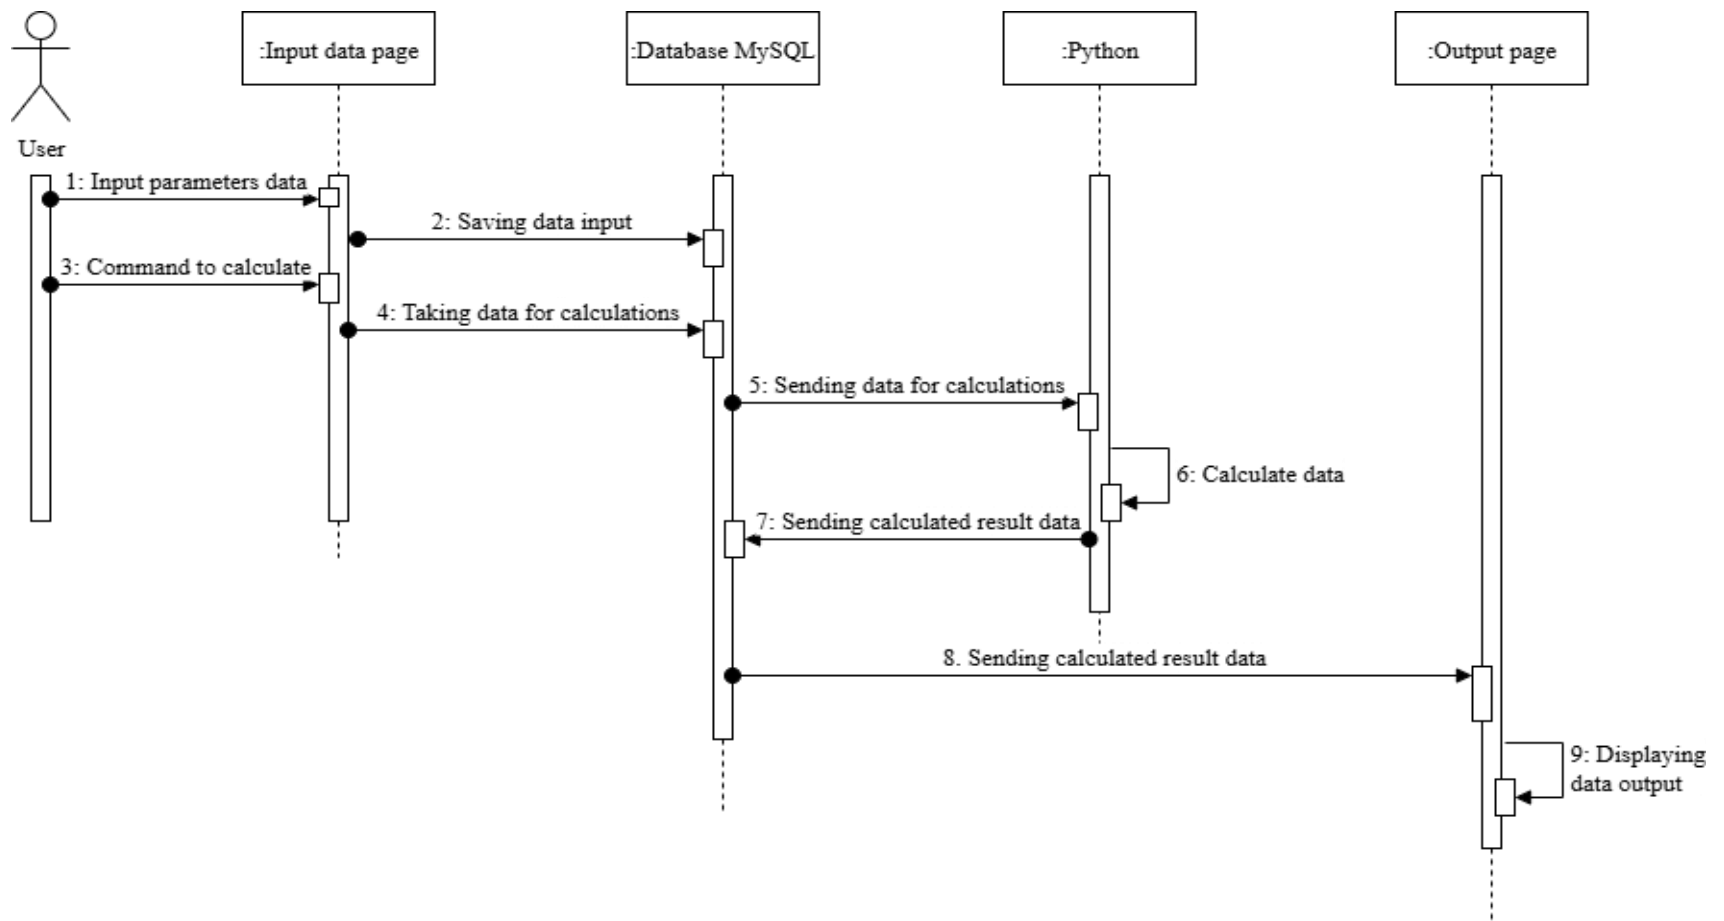 :Input data page
:Database MySQL
:Python
:Output page
User
1: Input parameters data
2: Saving data input
3: Command to calculate
4: Taking data for calculations
5: Sending data for calculations
6: Calculate data
7: Sending calculated result data
8. Sending calculated result data
9: Displaying
data output